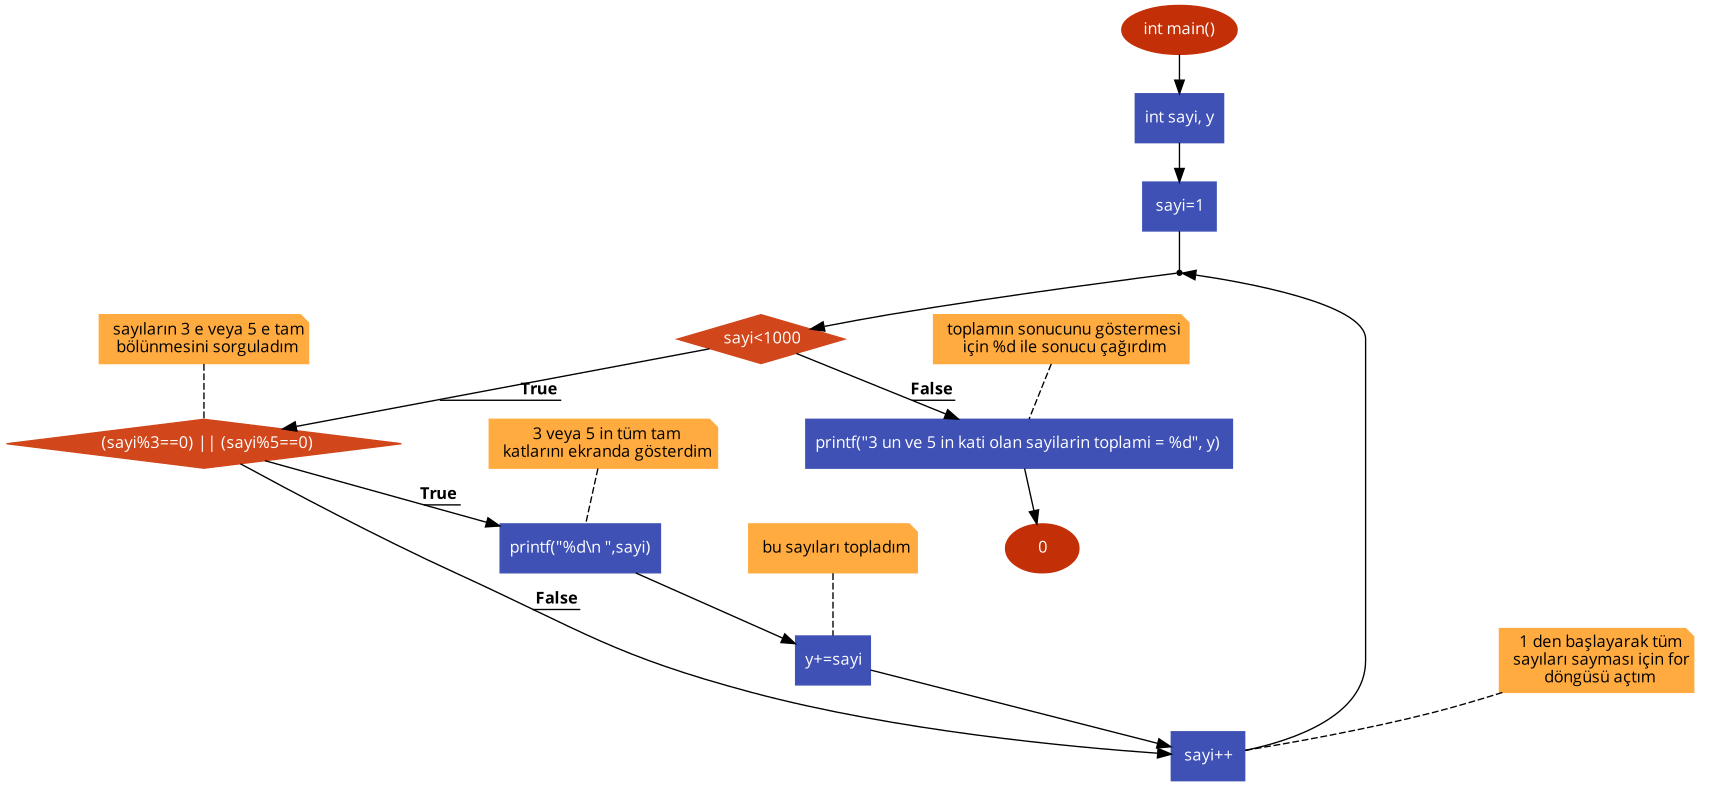 int main()
int sayi, y
sayi=1
sayıların 3 e veya 5 e tam
bölünmesini sorguladım
sayi<1000
toplamın sonucunu göstermesi
için %d ile sonucu çağırdım
True
False
(sayi%3==0) || (sayi%5==0)
3 veya 5 in tüm tam
katlarını ekranda gösterdim
printf("3 un ve 5 in kati olan sayilarin toplami = %d", y)
True
printf("%d\n ",sayi)
bu sayıları topladım
0
False
y+=sayi
1 den başlayarak tüm
sayıları sayması için for
döngüsü açtım
sayi++